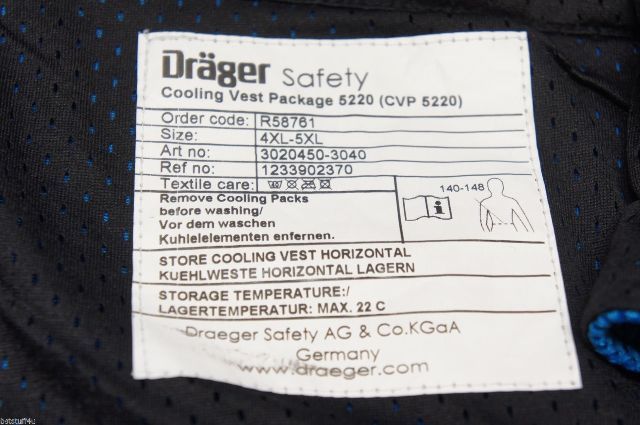 Dräger Safety
Cooling Vest Package 5220 (CVP 5220)
Order code: R58761
Size: 4XL-5XL
Art no: 3020450-3040
Ref no: 1233902370
Textile care:
Remove Cooling Packs
before washing/
Vor dem waschen
Kuhlelementen enfernen.
140-148
i
STORE COOLING VEST HORIZONTAL
KUEHLWESTE HORIZONTAL LAGERN
STORAGE TEMPERATURE:/
LAGERTEMPERATUR: MAX. 22 C
Draeger Safety AG & Co.KGaA
Germany
www.draeger.com
batstuff4u